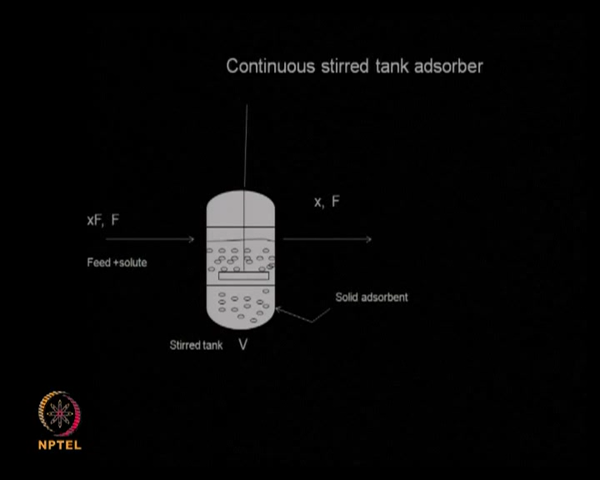 Continuous stirred tank adsorber
x, F
xF, F
Feed +solute
Solid adsorbent
Stirred tank V
NPTEL